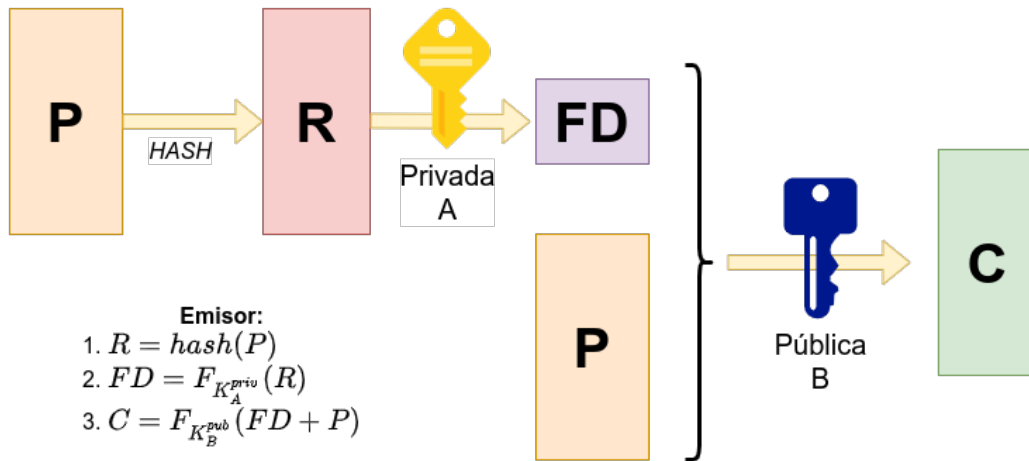 P
HASH
R
Privada
A
FD
P
Pública
B
C
Emisor:
1. R = hash(P)
2. FD = F_{K_A^{priv}}(R)
3. C = F_{K_B^{pub}}(FD + P)